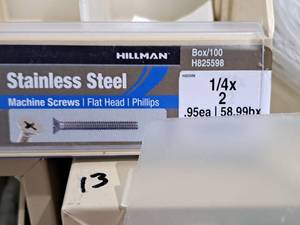 HILLMAN
Box/100
H825598
Stainless Steel
Machine Screws | Flat Head | Phillips
1/4x
2
.95ea | 58.99bx
13